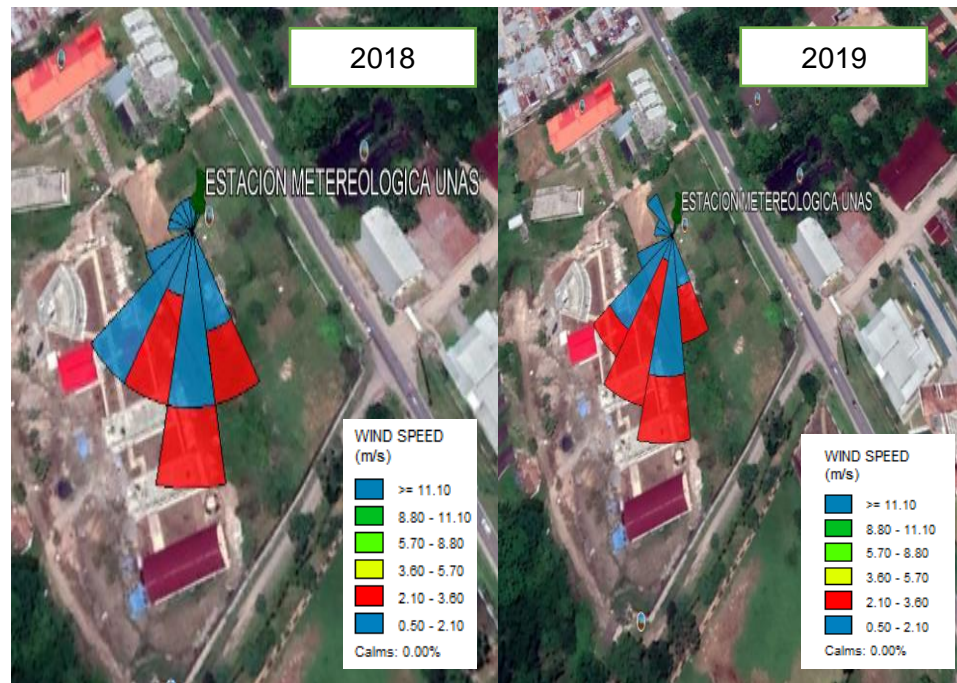 2018
ESTACION METEREOLOGICA UNAS
WIND SPEED
(m/s)
>= 11.10
8.80 - 11.10
5.70 - 8.80
3.60 - 5.70
2.10 - 3.60
0.50 - 2.10
Calms: 0.00%
2019
ESTACION METEREOLOGICA UNAS
WIND SPEED
(m/s)
>= 11.10
8.80 - 11.10
5.70 - 8.80
3.60 - 5.70
2.10 - 3.60
0.50 - 2.10
Calms: 0.00%